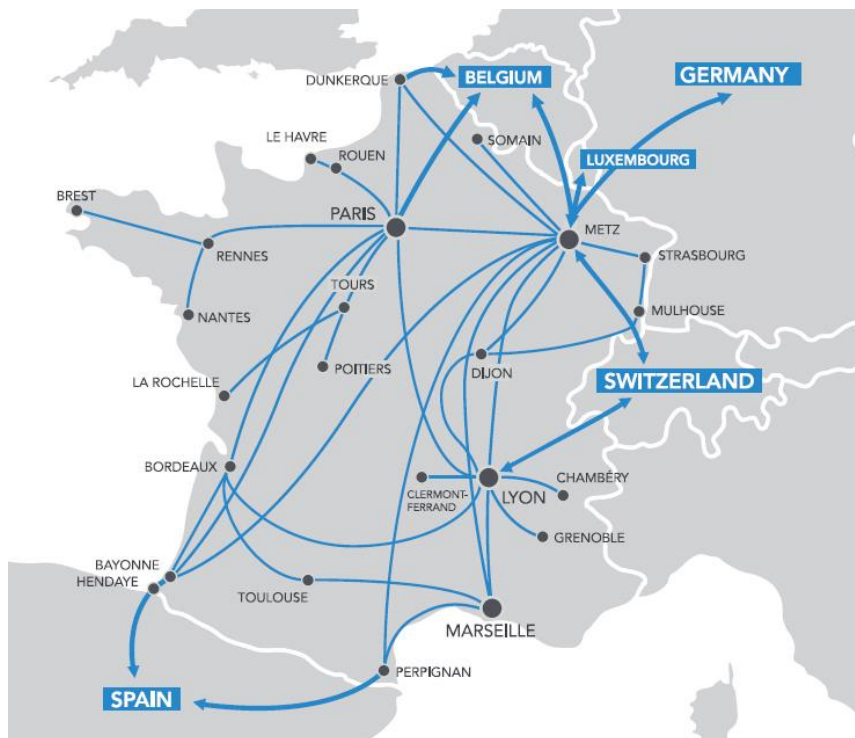 DUNKERQUE
BELGIUM
GERMANY
LE HAVRE
ROUEN
SOMAIN
LUXEMBOURG
BREST
PARIS
METZ
RENNES
STRASBOURG
TOURS
NANTES
MULHOUSE
POITIERS
DIJON
LA ROCHELLE
SWITZERLAND
BORDEAUX
CLERMONT-
FERRAND
LYON
CHAMBÉRY
GRENOBLE
BAYONNE
HENDAYE
TOULOUSE
MARSEILLE
PERPIGNAN
SPAIN